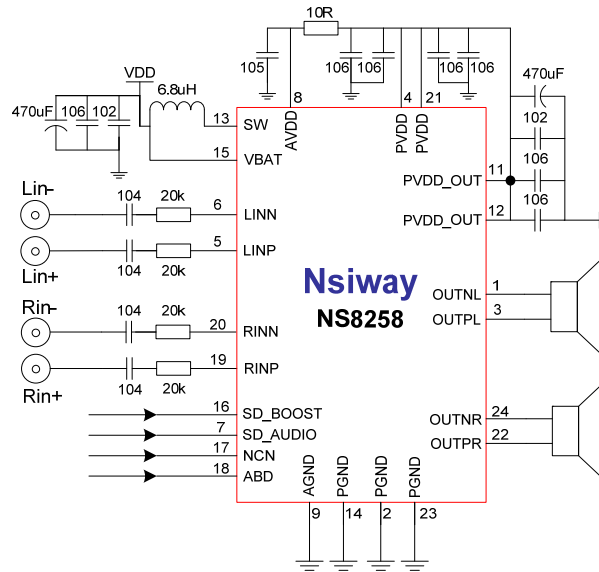 10R
105
106
106
106
106
470uF
102
106
106
VDD
6.8uH
470uF
106
102
8
4
21
AVDD
PVDD
PVDD
13
SW
15
VBAT
11
PVDD_OUT
12
PVDD_OUT
Lin-
104
20k
6
LINN
Lin+
104
20k
5
LINP
Rin-
104
20k
20
RINN
Rin+
104
20k
19
RINP
Nsiway
NS8258
1
OUTNL
3
OUTPL
16
SD_BOOST
7
SD_AUDIO
17
NCN
18
ABD
24
OUTNR
22
OUTPR
AGND
PGND
PGND
PGND
9
14
2
23